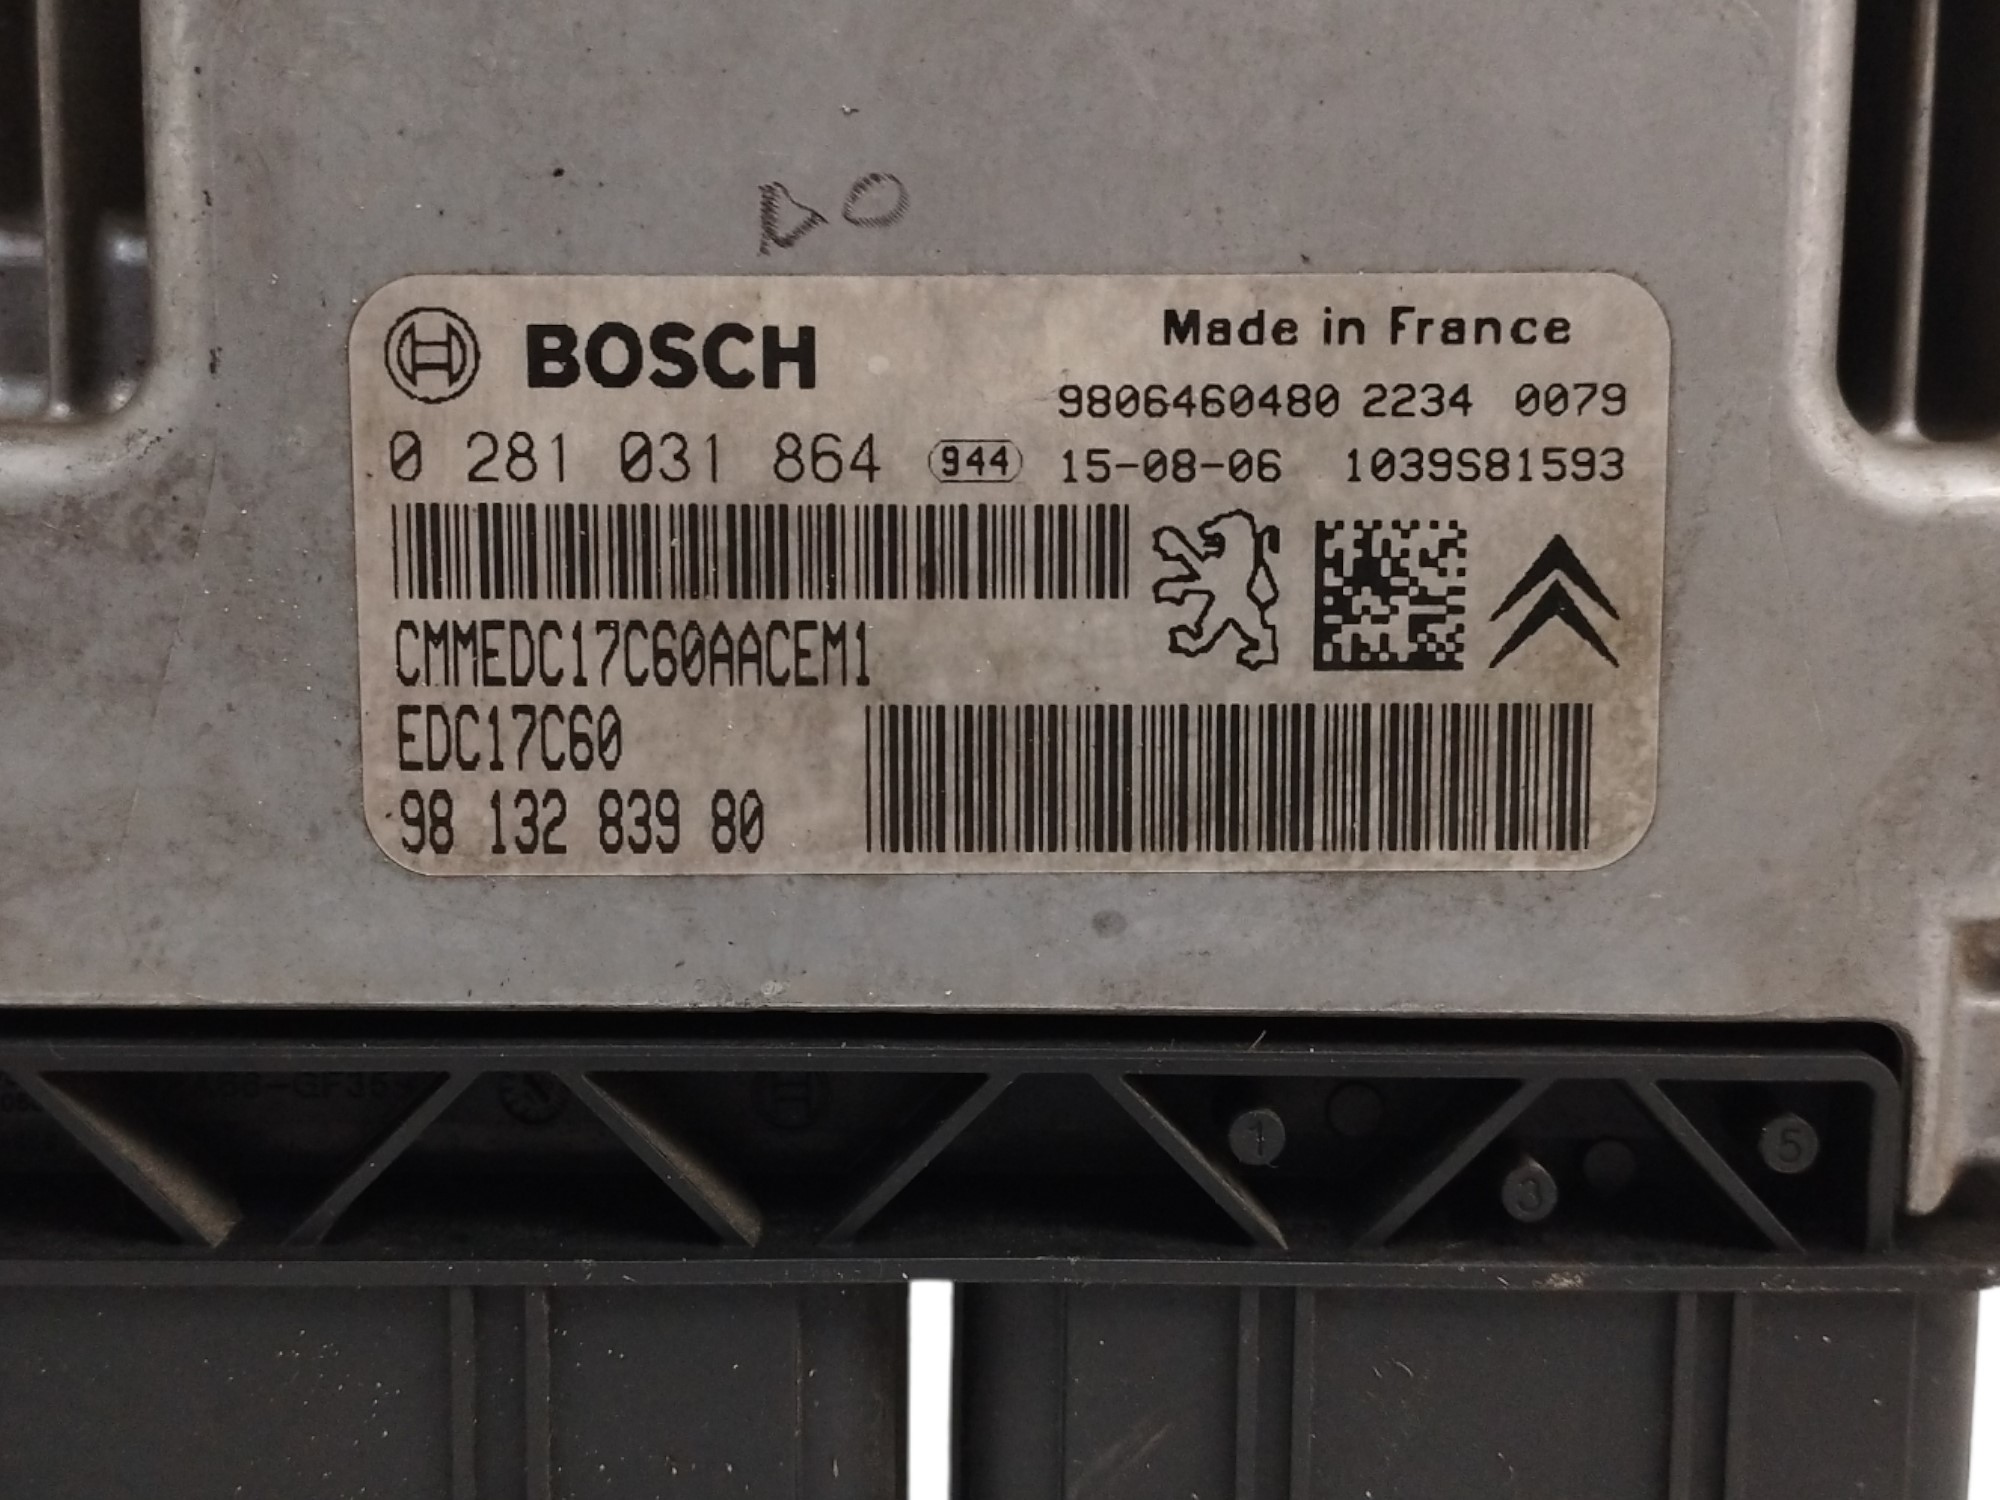 BOSCH
Made in France
9806460480 2234 0079
0 281 031 864 944 15-08-06 1039S81593
CMMEDC17C60AACEM1
EDC17C60
98 132 839 80
1
3
5